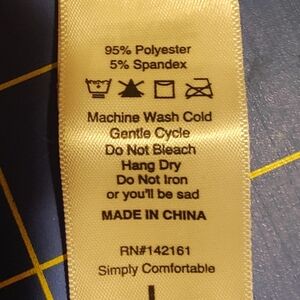 95% Polyester
5% Spandex
Machine Wash Cold
Gentle Cycle
Do Not Bleach
Hang Dry
Do Not Iron
or you'll be sad
MADE IN CHINA
RN#142161
Simply Comfortable
L